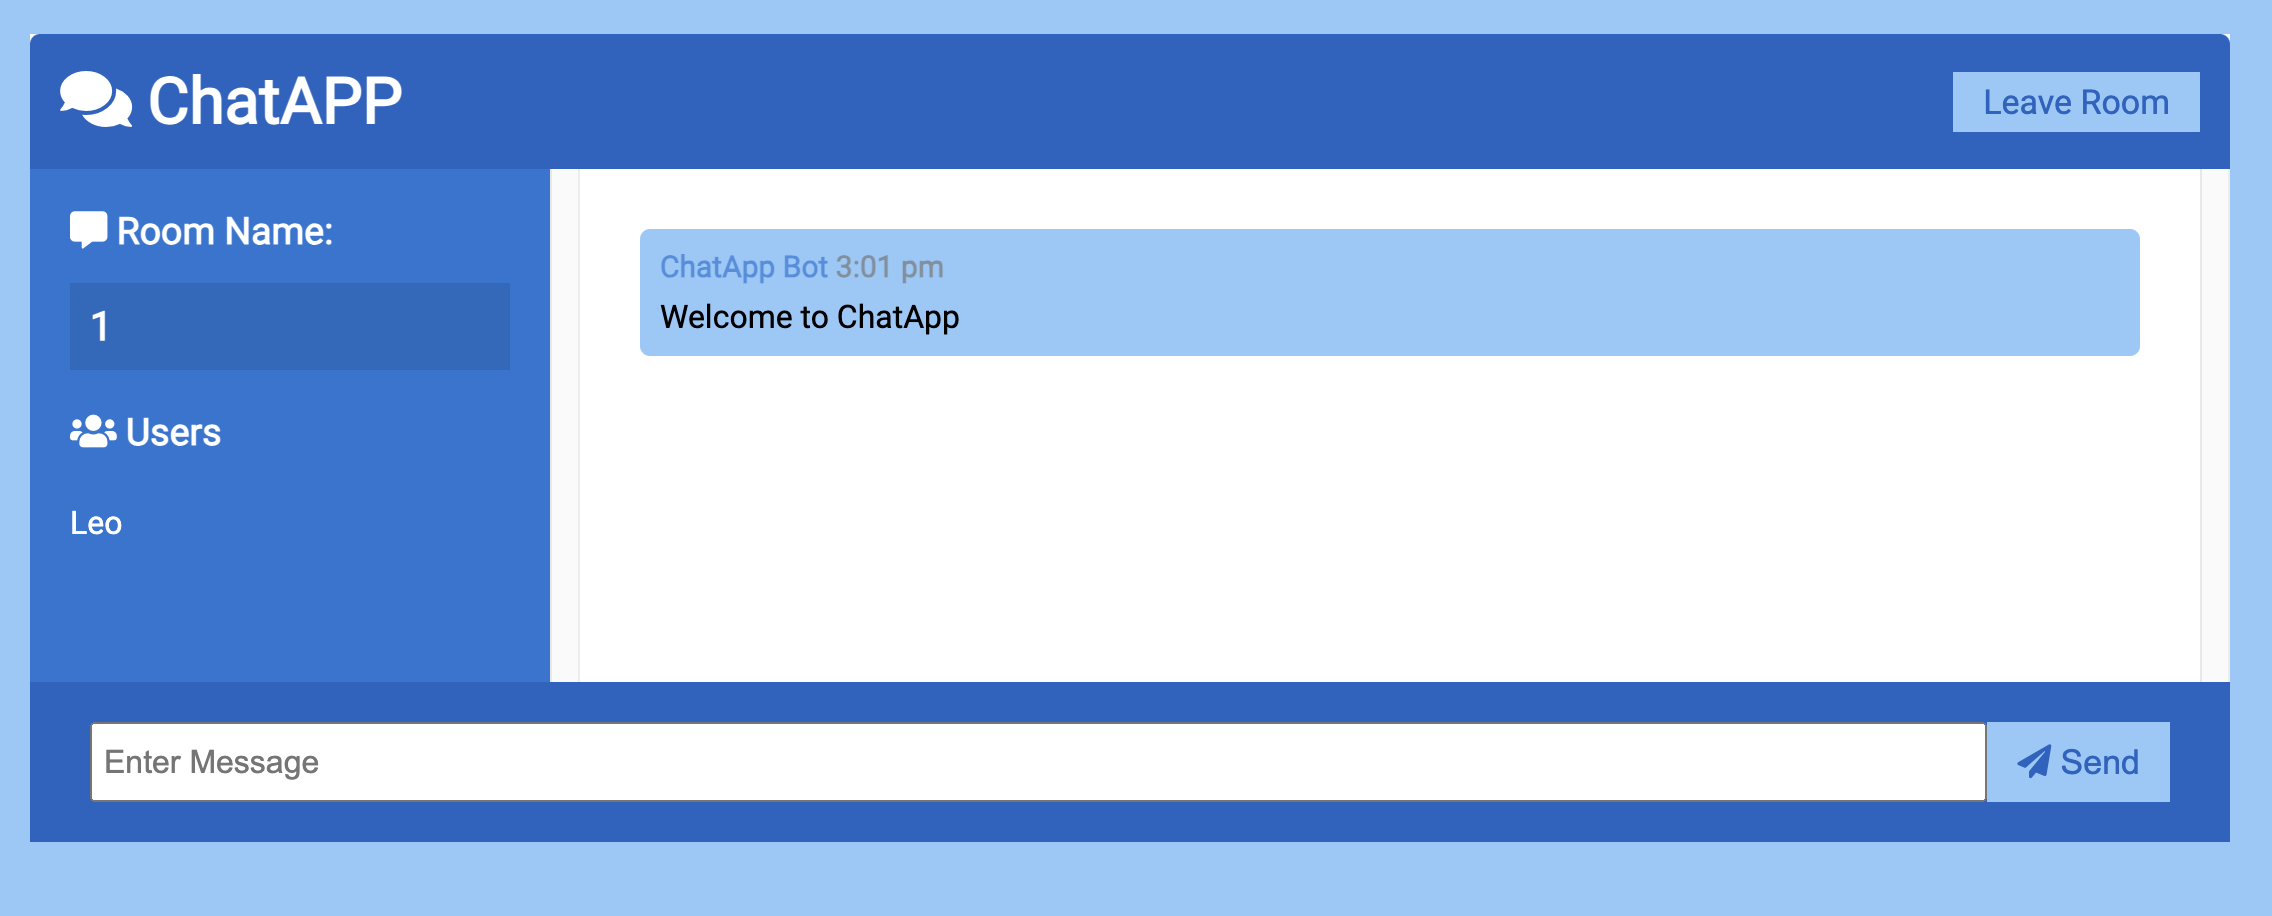 ChatAPP
Leave Room
Room Name:
1
Users
Leo
ChatApp Bot 3:01 pm
Welcome to ChatApp
Enter Message
Send